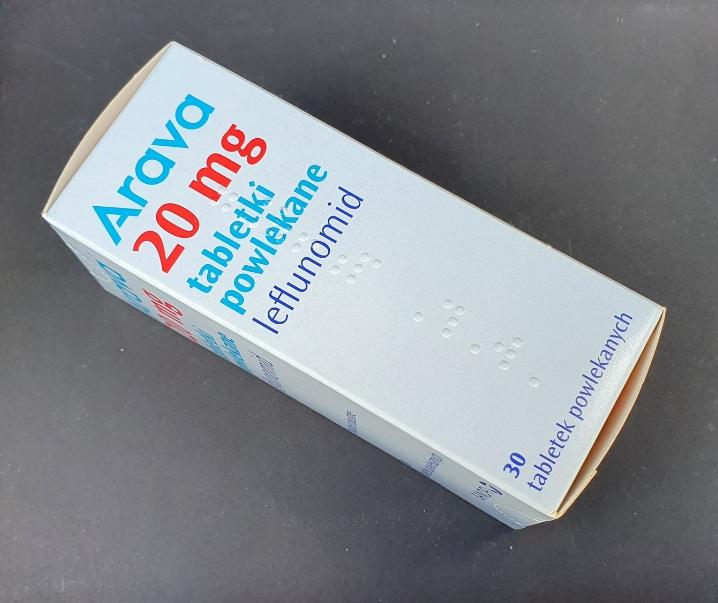 Arava
20 mg
tabletki
powlekane
leflunomid
30
tabletek powlekanych